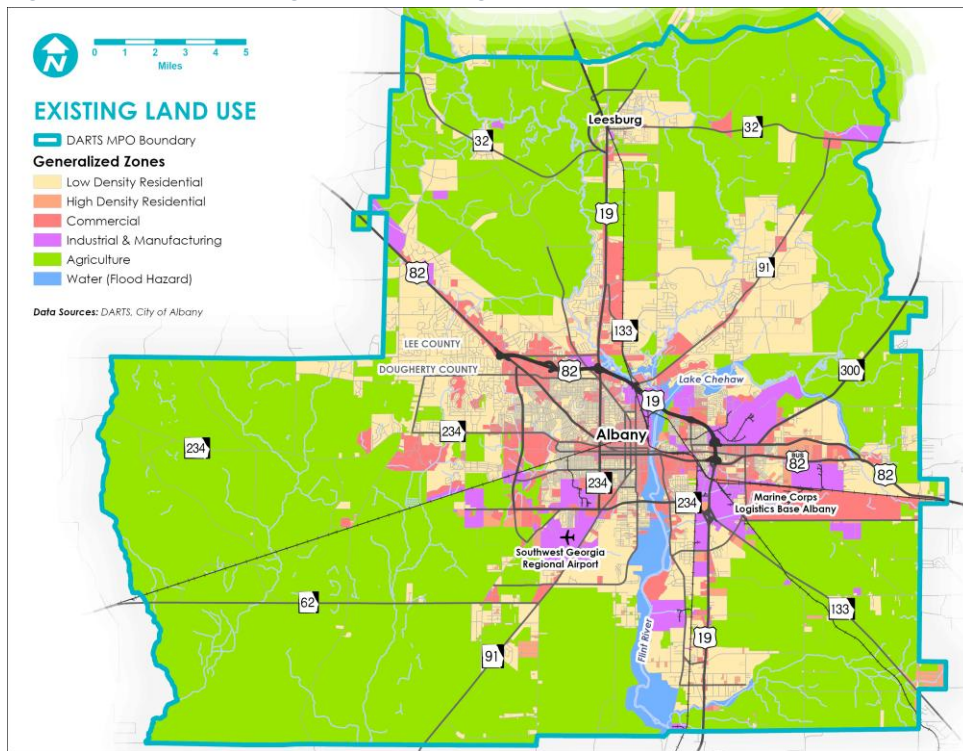 N
0 1 2 3 4 5
Miles
EXISTING LAND USE
DARTS MPO Boundary
Generalized Zones
Low Density Residential
High Density Residential
Commercial
Industrial & Manufacturing
Agriculture
Water (Flood Hazard)
Data Sources: DARTS, City of Albany
Leesburg
32
32
19
82
91
133
LEE COUNTY
DOUGHERTY COUNTY
82
Lake Chehaw
300
19
234
234
Albany
BUS
82
82
234
234
Marine Corps
Logistics Base Albany
Southwest Georgia
Regional Airport
62
133
19
91
Flint River